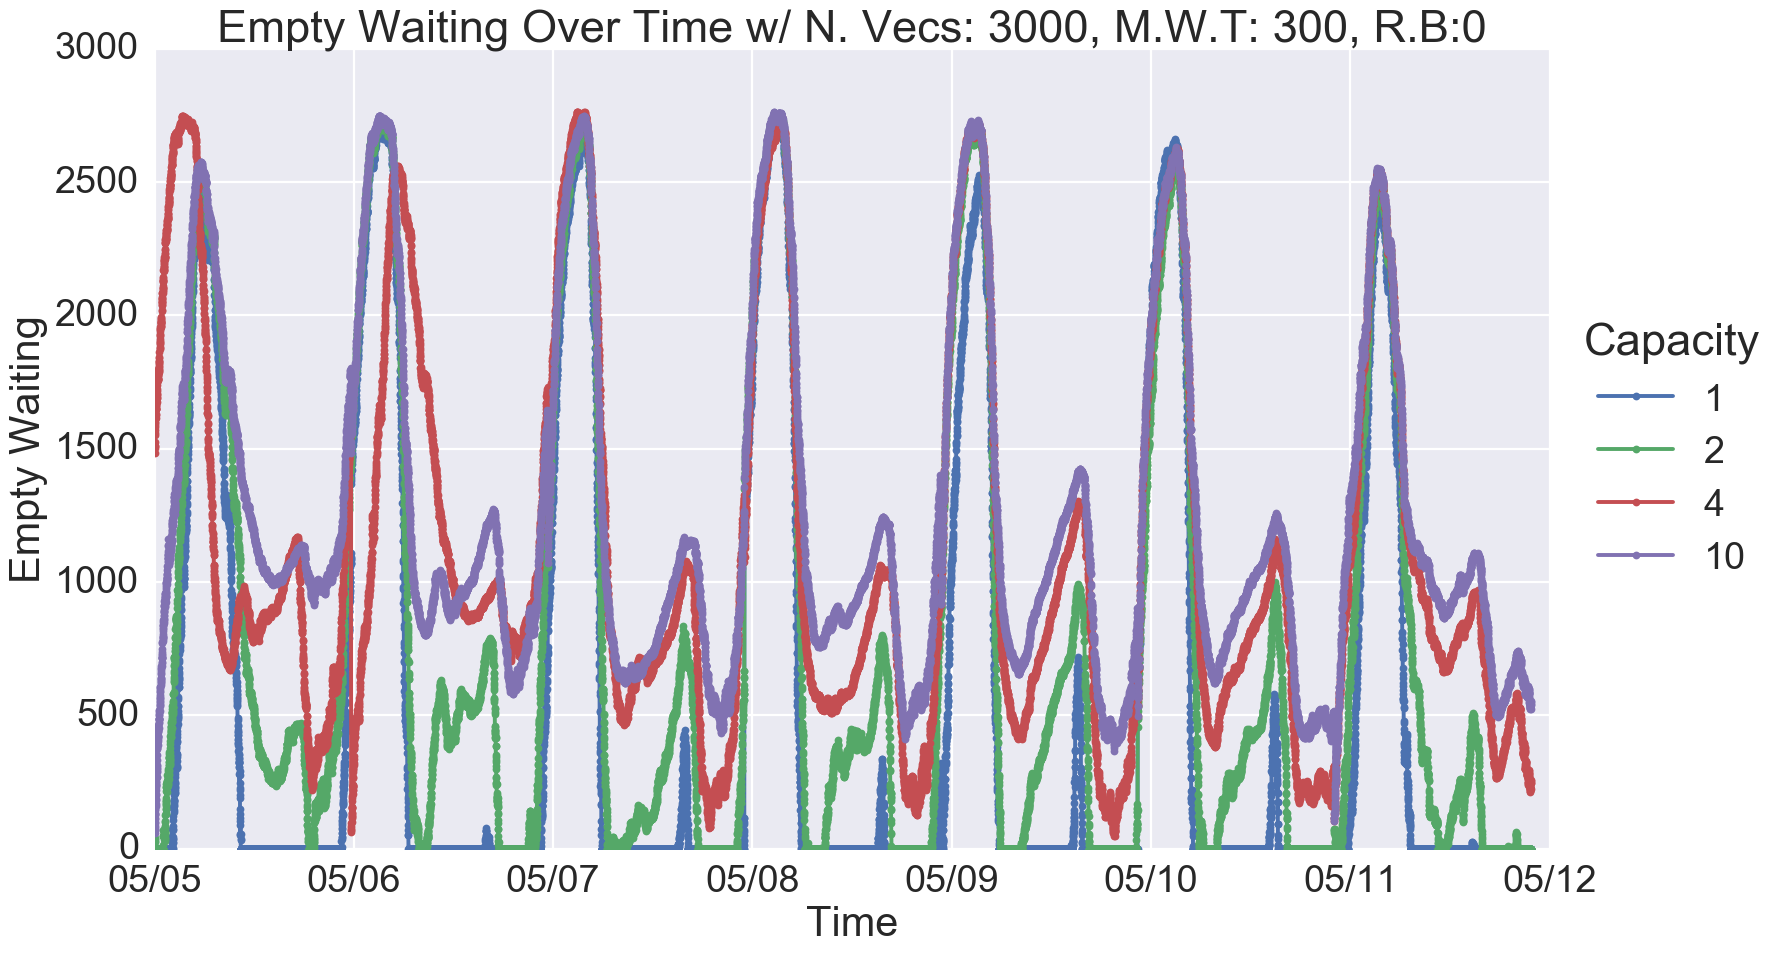 Empty Waiting Over Time w/ N. Vecs: 3000, M.W.T: 300, R.B:0
3000
2500
2000
1500
1000
500
0
Empty Waiting
05/05 05/06 05/07 05/08 05/09 05/10 05/11 05/12
Time
Capacity
1
2
4
10